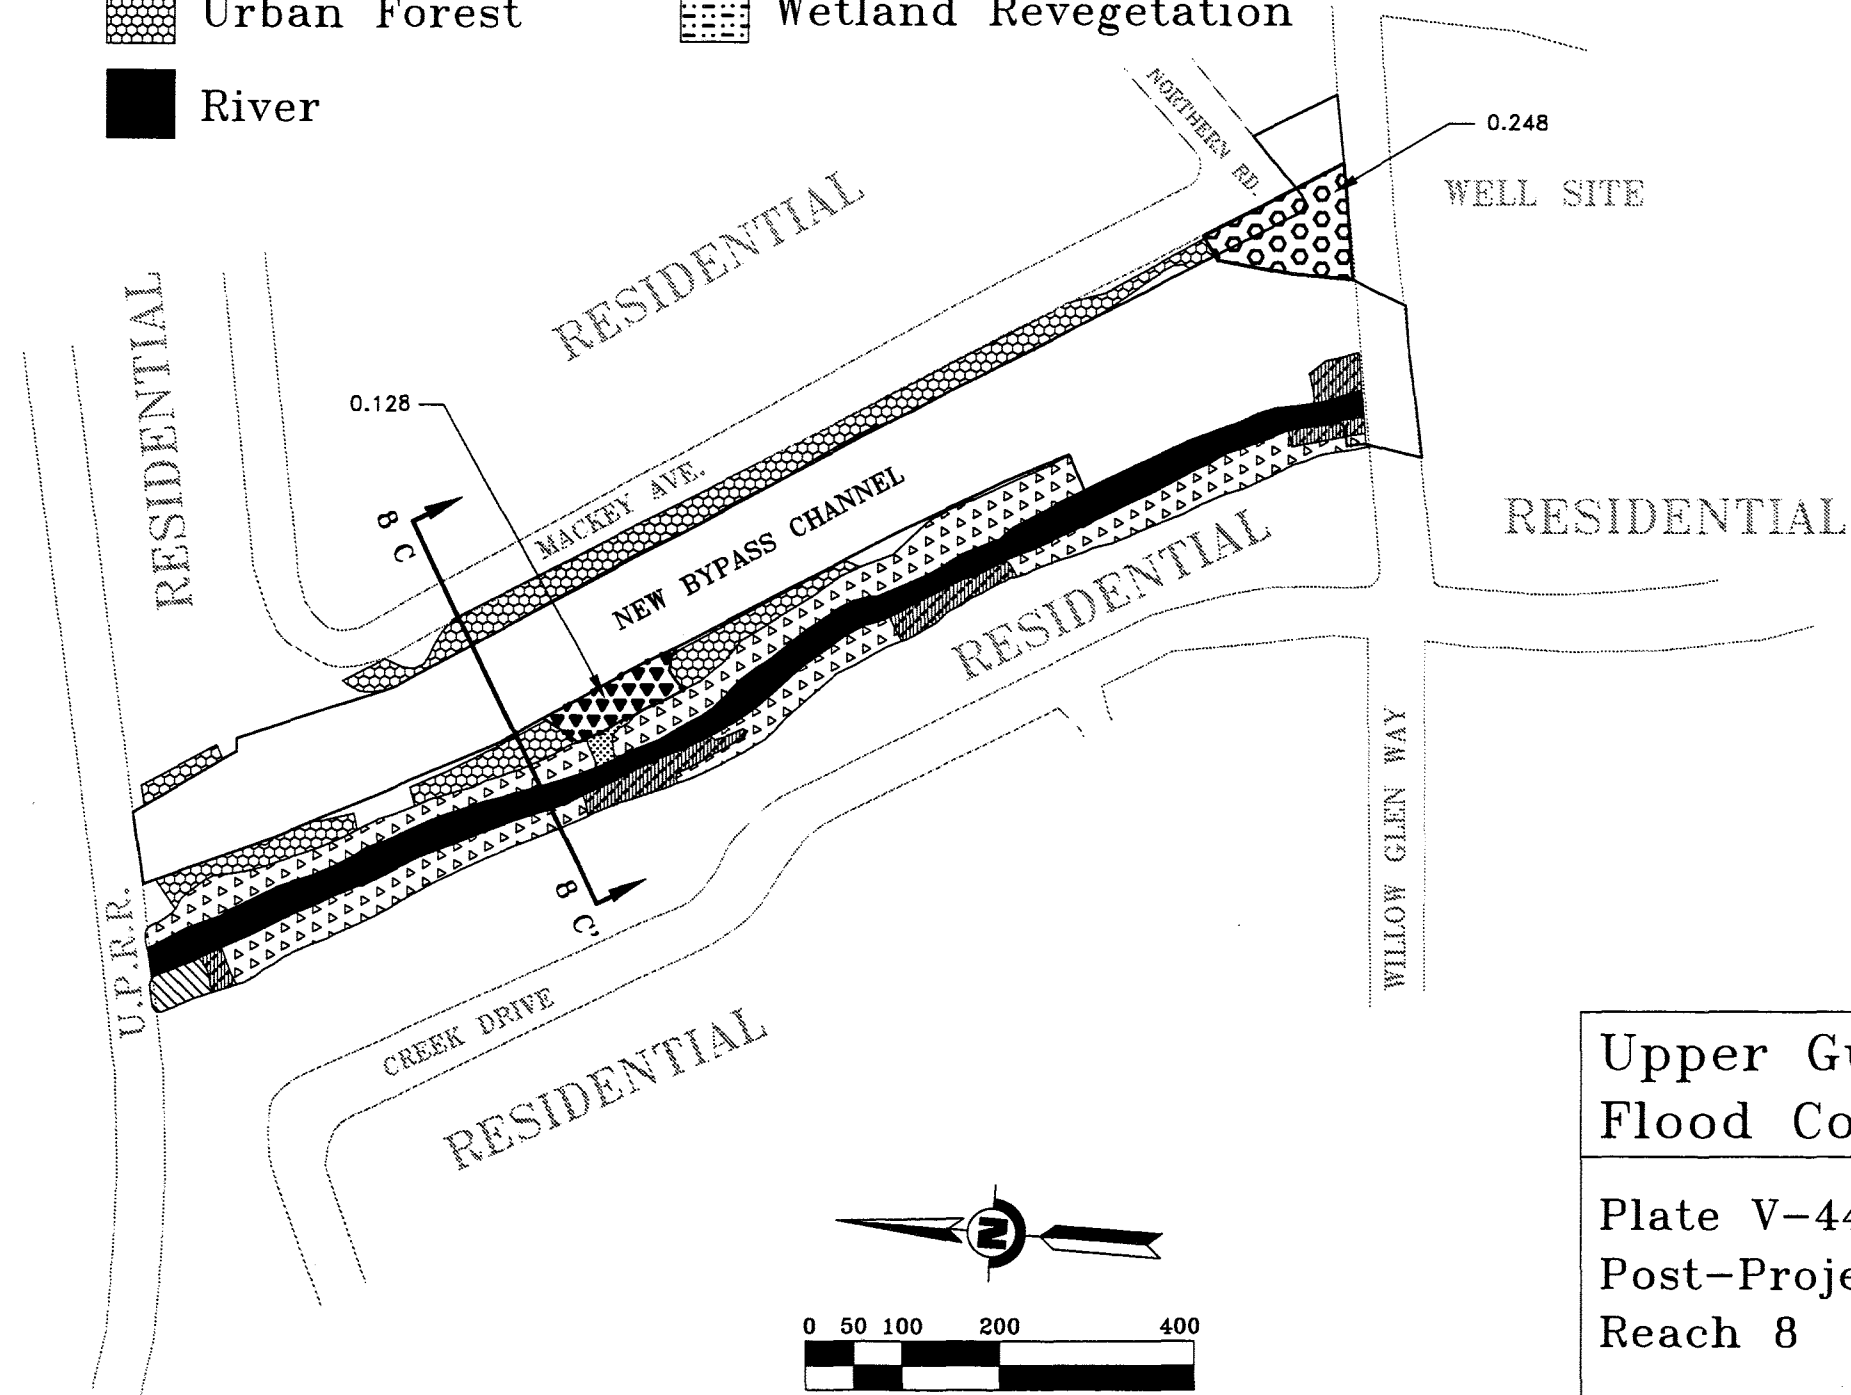 Urban Forest
Wetland Revegetation
River
NORTHERN RD.
0.248
WELL SITE
RESIDENTIAL
RESIDENTIAL
0.128
MACKEY AVE.
NEW BYPASS CHANNEL
B C
RESIDENTIAL
RESIDENTIAL
WILLOW GLEN WAY
B C'
U.P.R.R.
CREEK DRIVE
RESIDENTIAL
N
0 50 100 200 400
Upper Gu
Flood Co
Plate V-44
Post-Proje
Reach 8